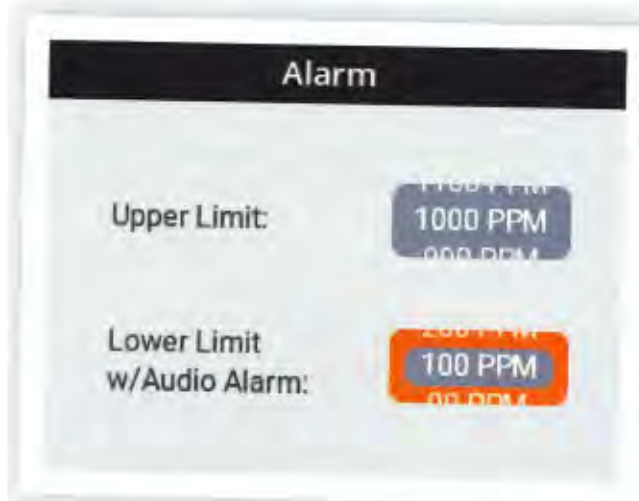 Alarm
Upper Limit:
1000 PPM
Lower Limit
w/Audio Alarm:
100 PPM